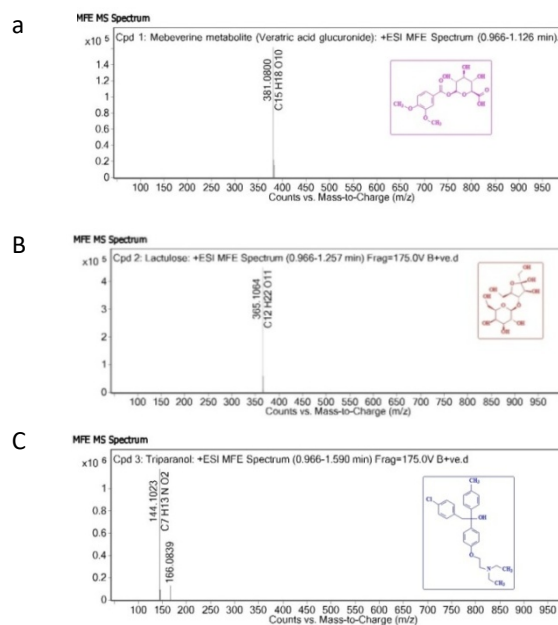 a
MFE MS Spectrum
x10 5
Cpd 1: Mebeverine metabolite (Veratric acid glucuronide): +ESI MFE Spectrum (0.966-1.126 min).
1.4
1.2
1
0.8
0.6
0.4
0.2
0
381.0800
C15 H18 O10
100 150 200 250 300 350 400 450 500 550 600 650 700 750 800 850 900 950
Counts vs. Mass-to-Charge (m/z)
B
MFE MS Spectrum
x10 5
Cpd 2: Lactulose: +ESI MFE Spectrum (0.966-1.257 min) Frag=175.0V B+ve.d
4
3
2
1
0
365.1064
C12 H22 O11
100 150 200 250 300 350 400 450 500 550 600 650 700 750 800 850 900 950
Counts vs. Mass-to-Charge (m/z)
C
MFE MS Spectrum
x10 6
Cpd 3: Triparanol: +ESI MFE Spectrum (0.966-1.590 min) Frag=175.0V B+ve.d
1
0.8
0.6
0.4
0.2
0
144.1023
C7 H13 N O2
166.0839
Cl
OH
100 150 200 250 300 350 400 450 500 550 600 650 700 750 800 850 900 950
Counts vs. Mass-to-Charge (m/z)